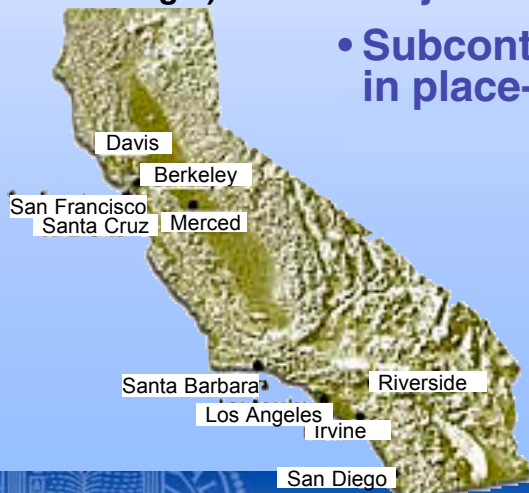 • Subcont
in place-
Davis
Berkeley
San Francisco
Santa Cruz
Merced
Santa Barbara
Riverside
Los Angeles
Irvine
San Diego